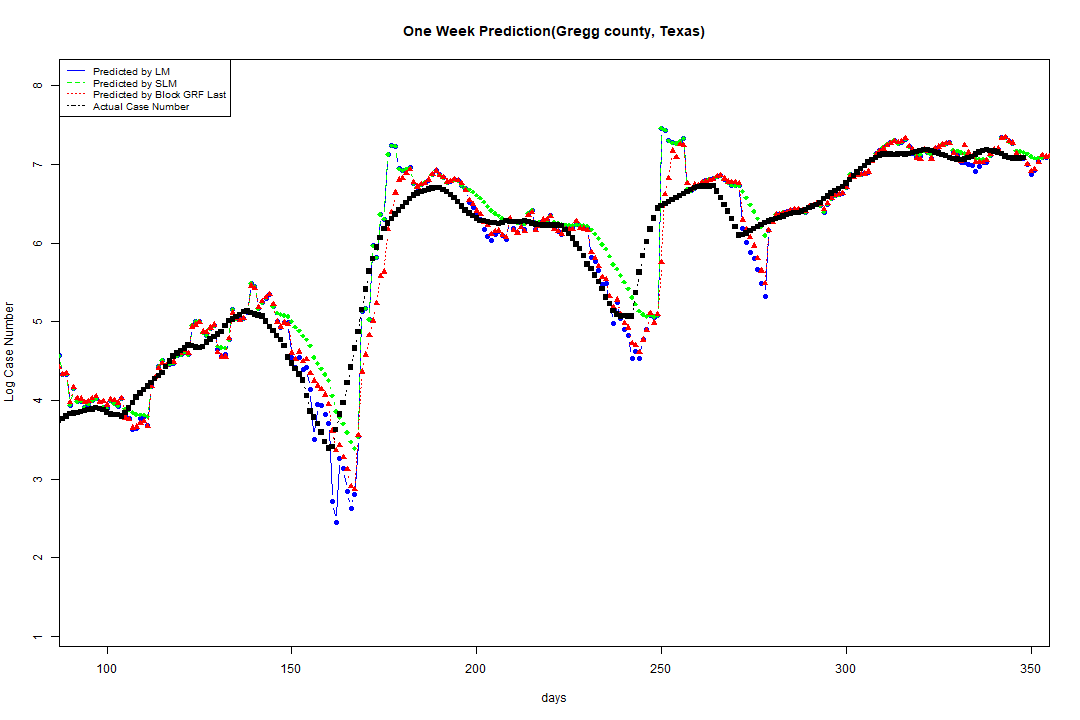 One Week Prediction(Gregg county, Texas)
Predicted by LM
Predicted by SLM
Predicted by Block GRF Last
Actual Case Number
Log Case Number
8
7
6
5
4
3
2
1
100 150 200 250 300 350
days